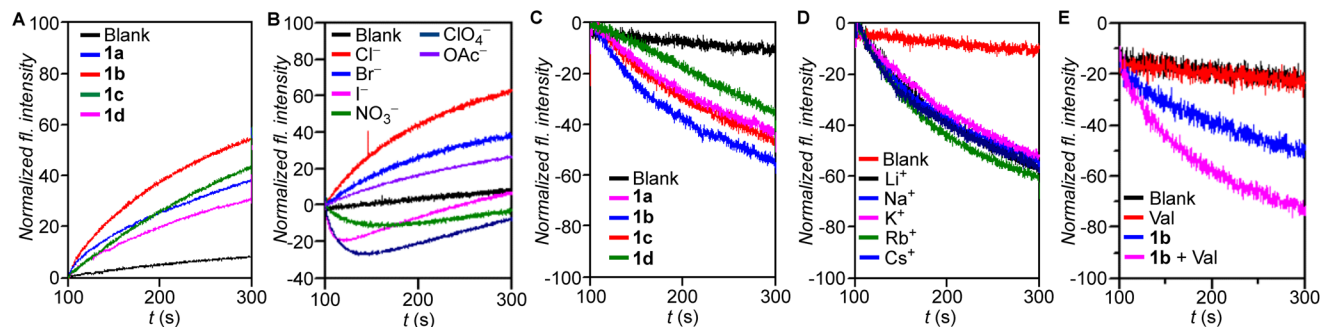 A
Normalized fl. intensity
100
80
60
40
20
0
Blank
1a
1b
1c
1d
100
200
300
t (s)
B
Normalized fl. intensity
100
80
60
40
20
0
-20
-40
Blank
Cl⁻
Br⁻
I⁻
NO₃⁻
ClO₄⁻
OAc⁻
100
200
300
t (s)
C
Normalized fl. intensity
0
-20
-40
-60
-80
-100
Blank
1a
1b
1c
1d
100
200
300
t (s)
D
Normalized fl. intensity
0
-20
-40
-60
-80
-100
Blank
Li⁺
Na⁺
K⁺
Rb⁺
Cs⁺
100
200
300
t (s)
E
Normalized fl. intensity
0
-20
-40
-60
-80
-100
Blank
Val
1b
1b + Val
100
200
300
t (s)